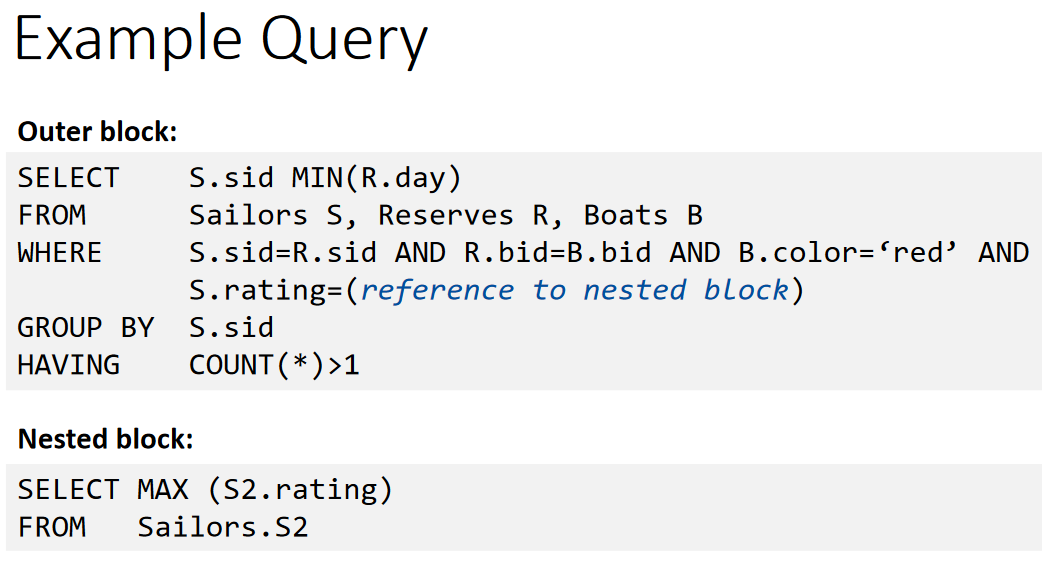 Example Query
Outer block:
SELECT    S.sid MIN(R.day)
FROM      Sailors S, Reserves R, Boats B
WHERE     S.sid=R.sid AND R.bid=B.bid AND B.color=‘red’ AND
          S.rating=(reference to nested block)
GROUP BY  S.sid
HAVING    COUNT(*)>1
Nested block:
SELECT MAX (S2.rating)
FROM   Sailors.S2